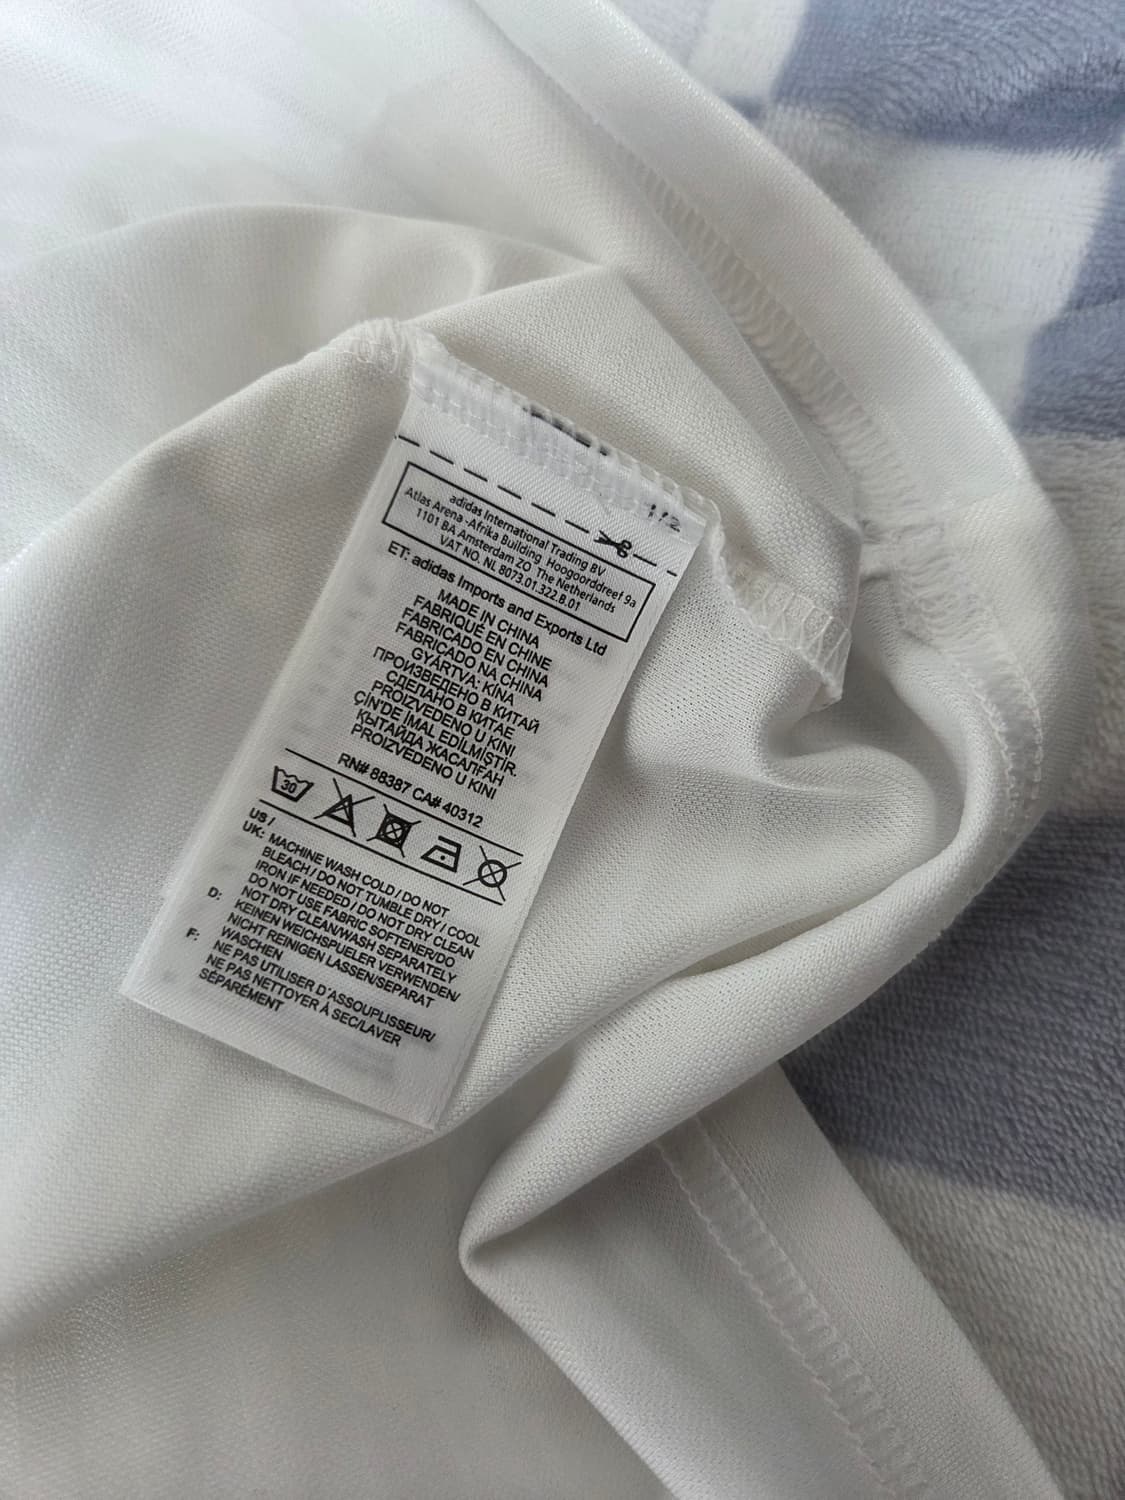 1/2
adidas International Trading BV
Atlas Arena -Afrika Building Hoogoorddreef 9a
1101 BA Amsterdam ZO The Netherlands
VAT NO. NL 8073.01.322.B.01
ET: adidas Imports and Exports Ltd
MADE IN CHINA
FABRIQUÉ EN CHINE
FABRICADO EN CHINA
FABRICADO NA CHINA
GYÁRTVA: KÍNA
ПРОИЗВЕДЕНО В КИТАЙ
СДЕЛАНО В КИТАЕ
PROIZVEDENO U KINI
ÇİN'DE İMAL EDİLMİŞTİR.
ҚЫТАЙДА ЖАСАЛҒАН
PROIZVEDENO U KINI
RN# 88387 CA# 40312
30
US /
UK: MACHINE WASH COLD / DO NOT
BLEACH / DO NOT TUMBLE DRY / COOL
IRON IF NEEDED / DO NOT DRY CLEAN
DO NOT USE FABRIC SOFTENER/DO
NOT DRY CLEAN/WASH SEPARATELY
D: KEINEN WEICHSPUELER VERWENDEN/
NICHT REINIGEN LASSEN/SEPARAT
WASCHEN
F: NE PAS UTILISER D'ASSOUPLISSEUR/
NE PAS NETTOYER À SEC/LAVER
SÉPARÉMENT